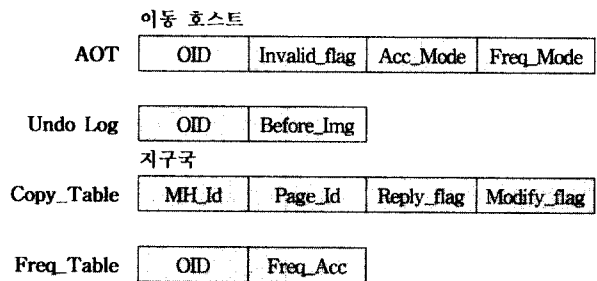 이동 호스트
AOT OID Invalid_flag Acc_Mode Freq_Mode
Undo Log OID Before_Img
지구국
Copy_Table MH_Id Page_Id Reply_flag Modify_flag
Freq_Table OID Freq_Acc